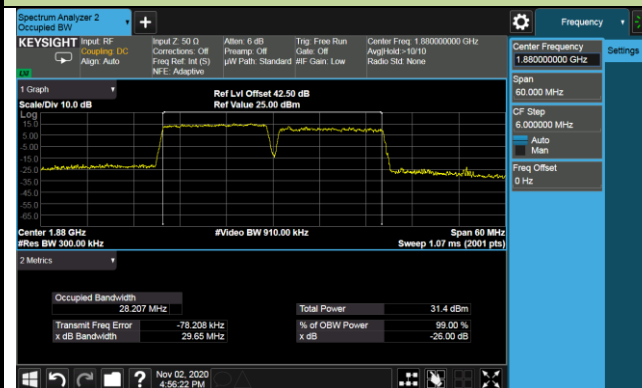 Spectrum Analyzer 2
Occupied BW
Frequency
KEYSIGHT
Input: RF
Coupling: DC
Align: Auto
Input Z: 50 Ω
Corrections: Off
Freq Ref: Int (S)
NFE: Adaptive
Atten: 6 dB
Preamp: Off
µW Path: Standard
Trig: Free Run
Gate: Off
#IF Gain: Low
Center Freq: 1.880000000 GHz
Avg|Hold:>10/10
Radio Std: None
Center Frequency
1.880000000 GHz
Settings
Span
60.000 MHz
CF Step
6.000000 MHz
Auto
Man
Freq Offset
0 Hz
1 Graph
Scale/Div 10.0 dB
Ref Lvl Offset 42.50 dB
Ref Value 25.00 dBm
Log
15.0
5.00
-5.00
-15.0
-25.0
-35.0
-45.0
-55.0
-65.0
Center 1.88 GHz
#Video BW 910.00 kHz
Span 60 MHz
#Res BW 300.00 kHz
Sweep 1.07 ms (2001 pts)
2 Metrics
Occupied Bandwidth
28.207 MHz
Total Power 31.4 dBm
Transmit Freq Error -78.208 kHz
% of OBW Power 99.00 %
x dB Bandwidth 29.65 MHz
x dB -26.00 dB
?
Nov 02, 2020
4:56:22 PM